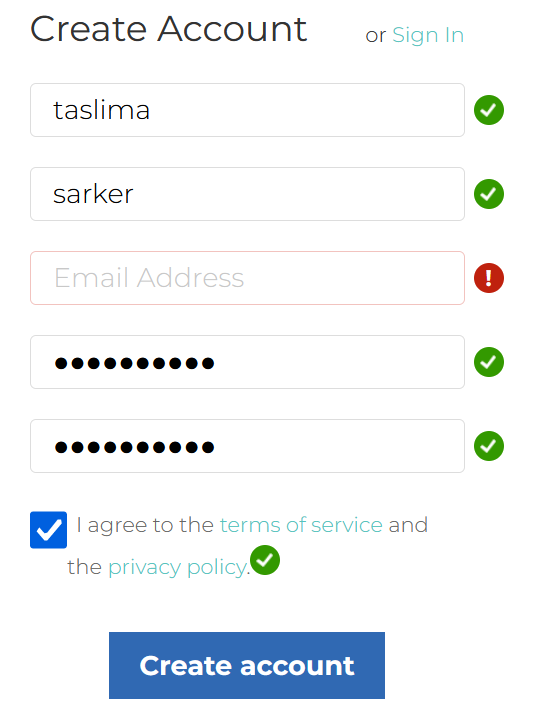 Create Account or Sign In
taslima
sarker
Email Address
••••••••••
••••••••••
I agree to the terms of service and
the privacy policy.
Create account